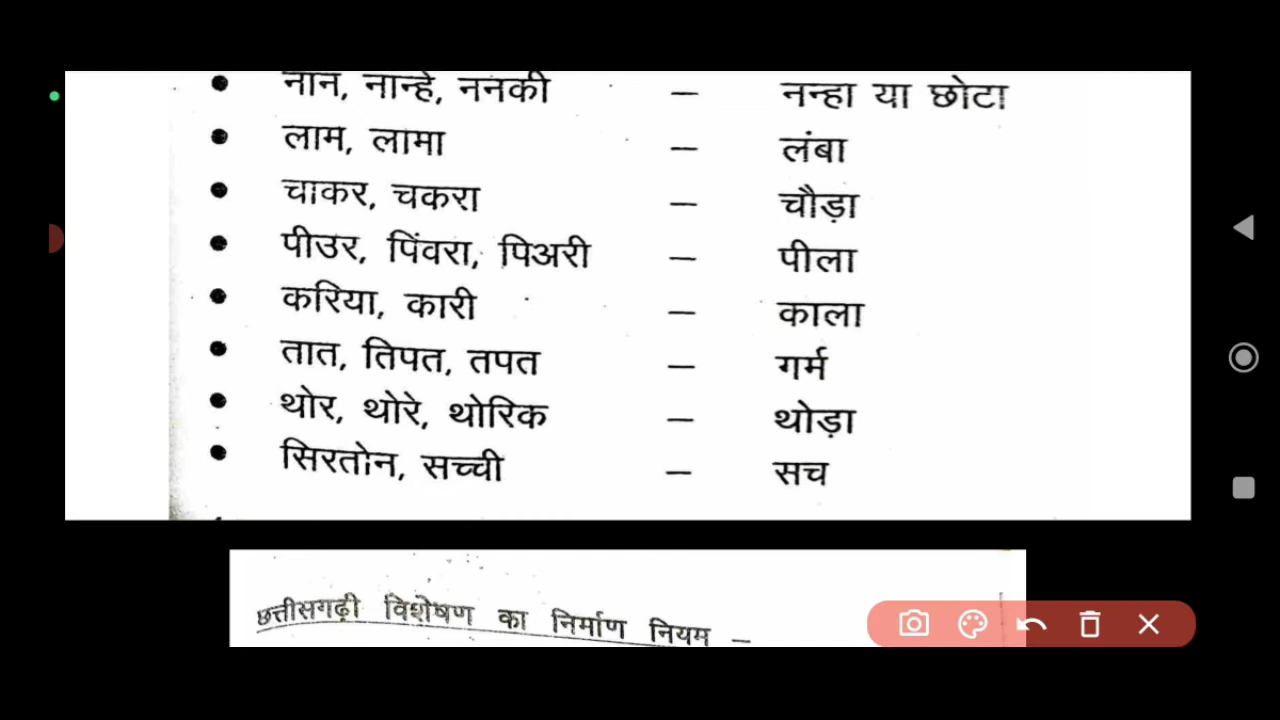 • नान, नान्हे, ननकी – नन्हा या छोटा
• लाम, लामा – लंबा
• चाकर, चकरा – चौड़ा
• पीउर, पिंवरा, पिअरी – पीला
• करिया, कारी – काला
• तात, तिपत, तपत – गर्म
• थोर, थोरे, थोरिक – थोड़ा
• सिरतोन, सच्ची – सच
छत्तीसगढ़ी विशेषण का निर्माण नियम –